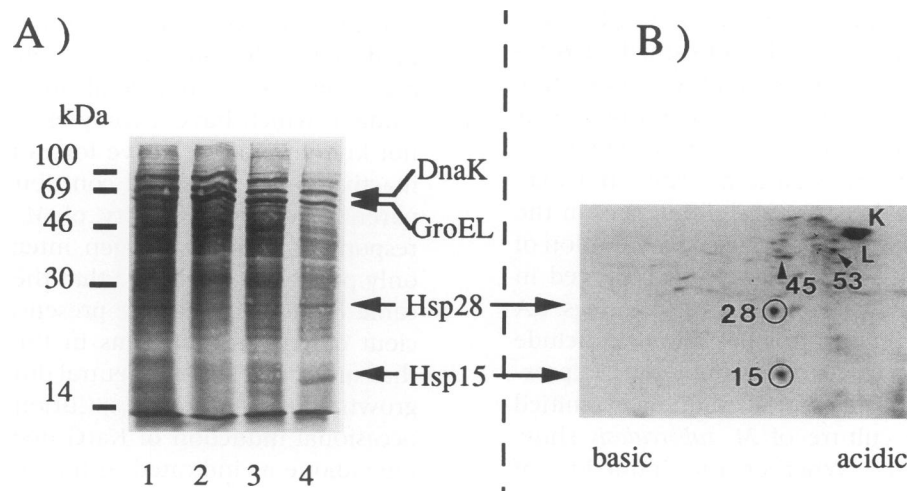 A )
kDa
100
69
46
30
14
1 2 3 4
DnaK
GroEL
Hsp28
Hsp15
B )
K
L
53
45
28
15
basic acidic